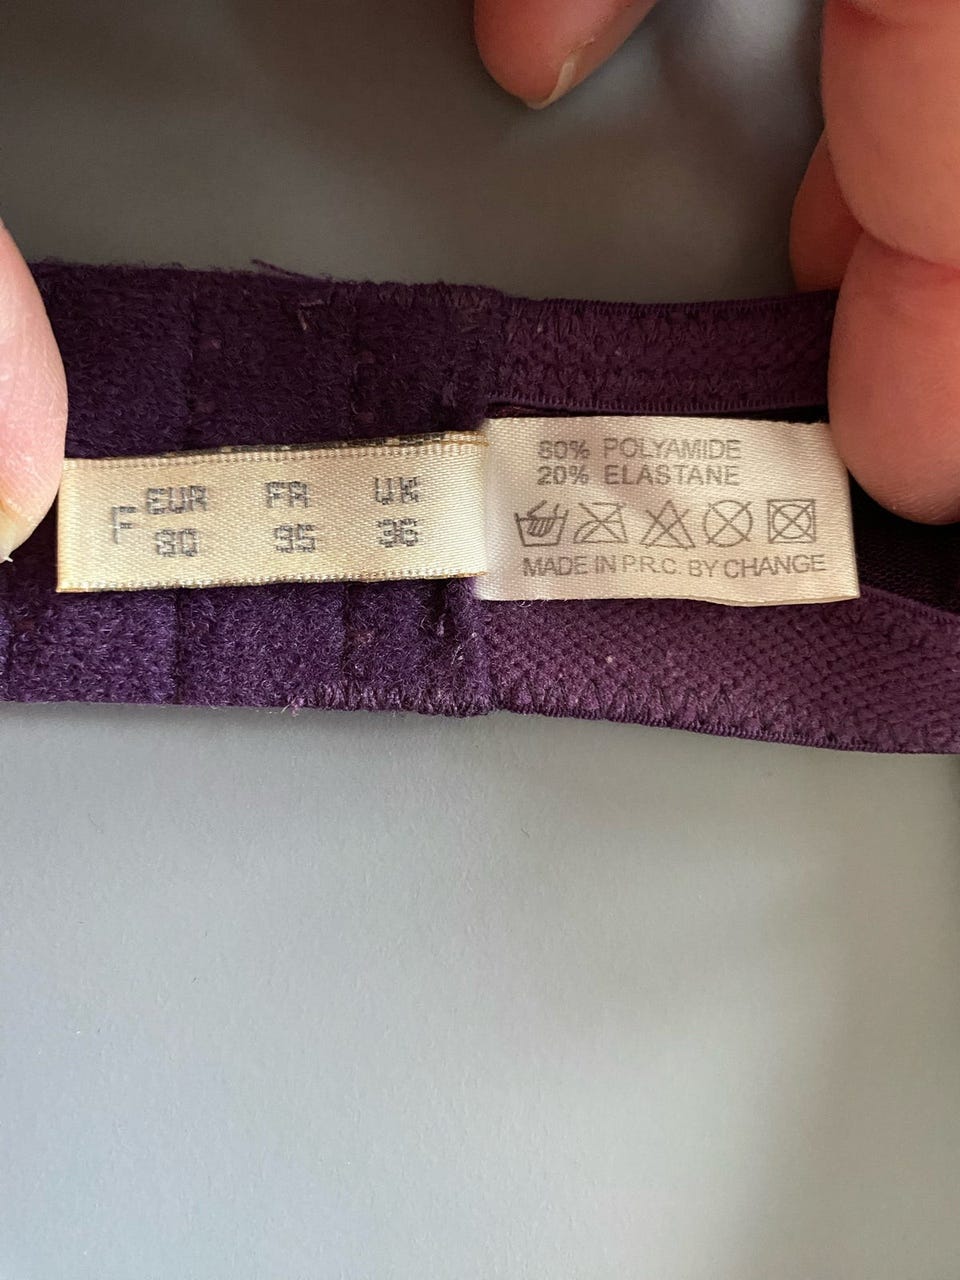 EUR FR UK
F 80 95 36
80% POLYAMIDE
20% ELASTANE
MADE IN P.R.C. BY CHANGE